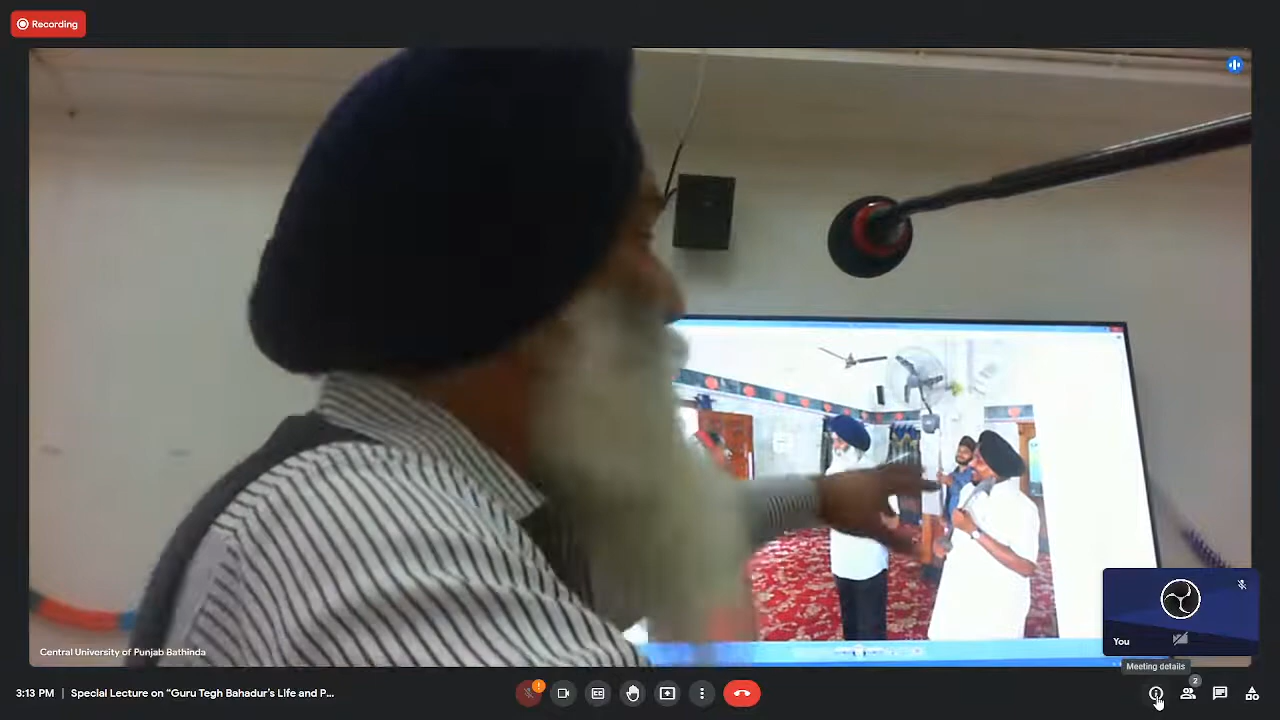 Recording
Central University of Punjab Bathinda
You
Meeting details
3:13 PM | Special Lecture on "Guru Tegh Bahadur's Life and P...
2